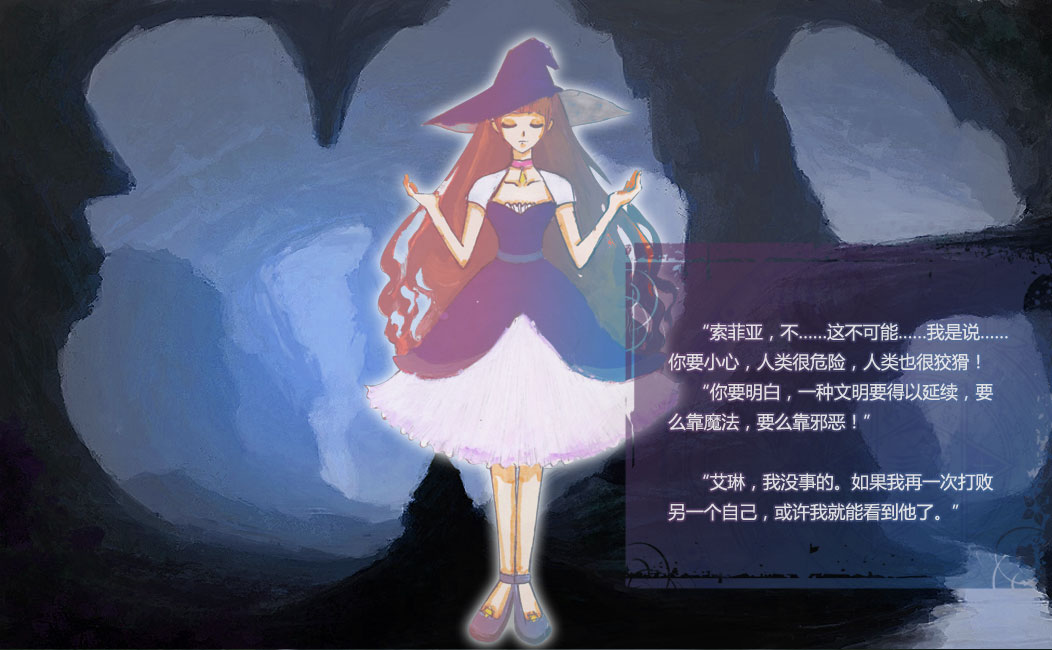 “索菲亚，不……这不可能……我是说……
你要小心，人类很危险，人类也很狡猾！
“你要明白，一种文明要得以延续，要
么靠魔法，要么靠邪恶！”
“艾琳，我没事的。如果我再一次打败
另一个自己，或许我就能看到他了。”